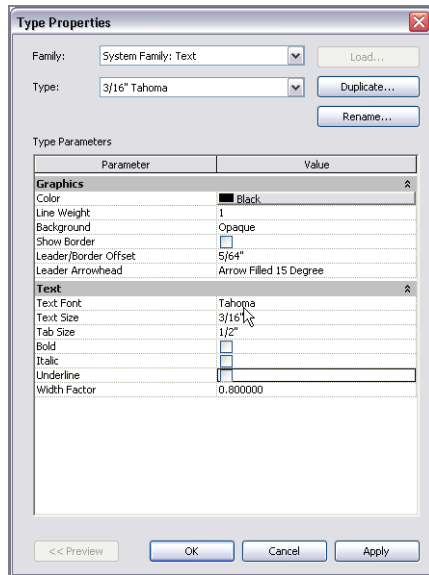 Type Properties
Family: System Family: Text Load...
Type: 3/16" Tahoma Duplicate...
Rename...
Type Parameters
Parameter Value
Graphics
Color Black
Line Weight 1
Background Opaque
Show Border
Leader/Border Offset 5/64"
Leader Arrowhead Arrow Filled 15 Degree
Text
Text Font Tahoma
Text Size 3/16"
Tab Size 1/2"
Bold
Italic
Underline
Width Factor 0.800000
<< Preview OK Cancel Apply